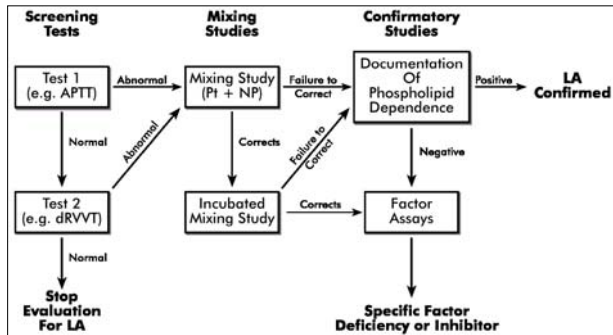 Screening
Tests
Mixing
Studies
Confirmatory
Studies
Test 1
(e.g. APTT)
Abnormal
Mixing Study
(Pt + NP)
Failure to
Correct
Documentation
Of
Phospholipid
Dependence
Positive
LA
Confirmed
Normal
Abnormal
Corrects
Failure to
Correct
Negative
Test 2
(e.g. dRVVT)
Incubated
Mixing Study
Corrects
Factor
Assays
Normal
Stop
Evaluation
For LA
Specific Factor
Deficiency or Inhibitor